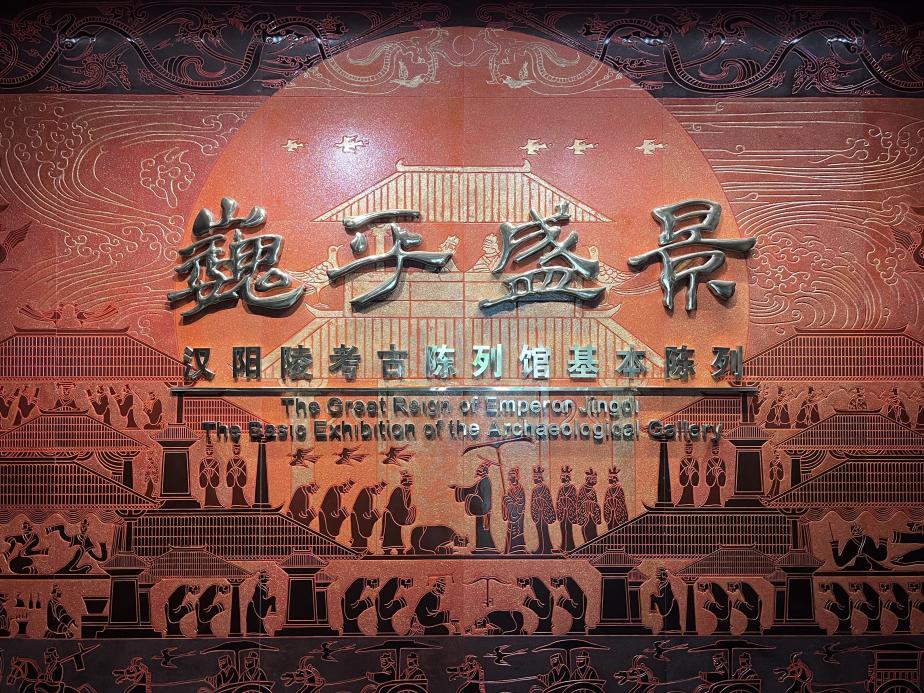 巍乎盛景
汉阳陵考古陈列馆基本陈列
The Great Reign of Emperor Jingdi
The Basic Exhibition of the Archaeological Gallery